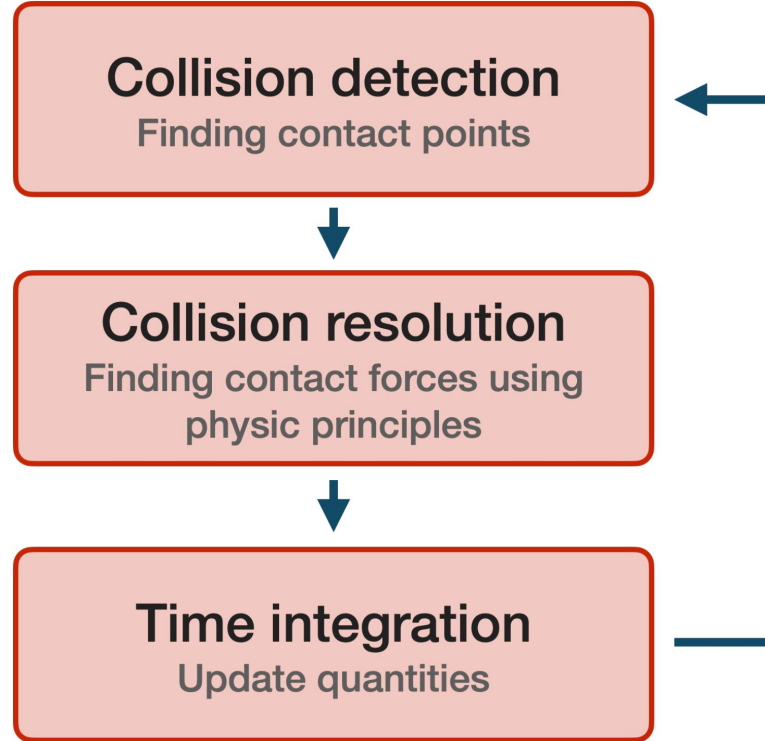 Collision detection
Finding contact points
Collision resolution
Finding contact forces using
physic principles
Time integration
Update quantities